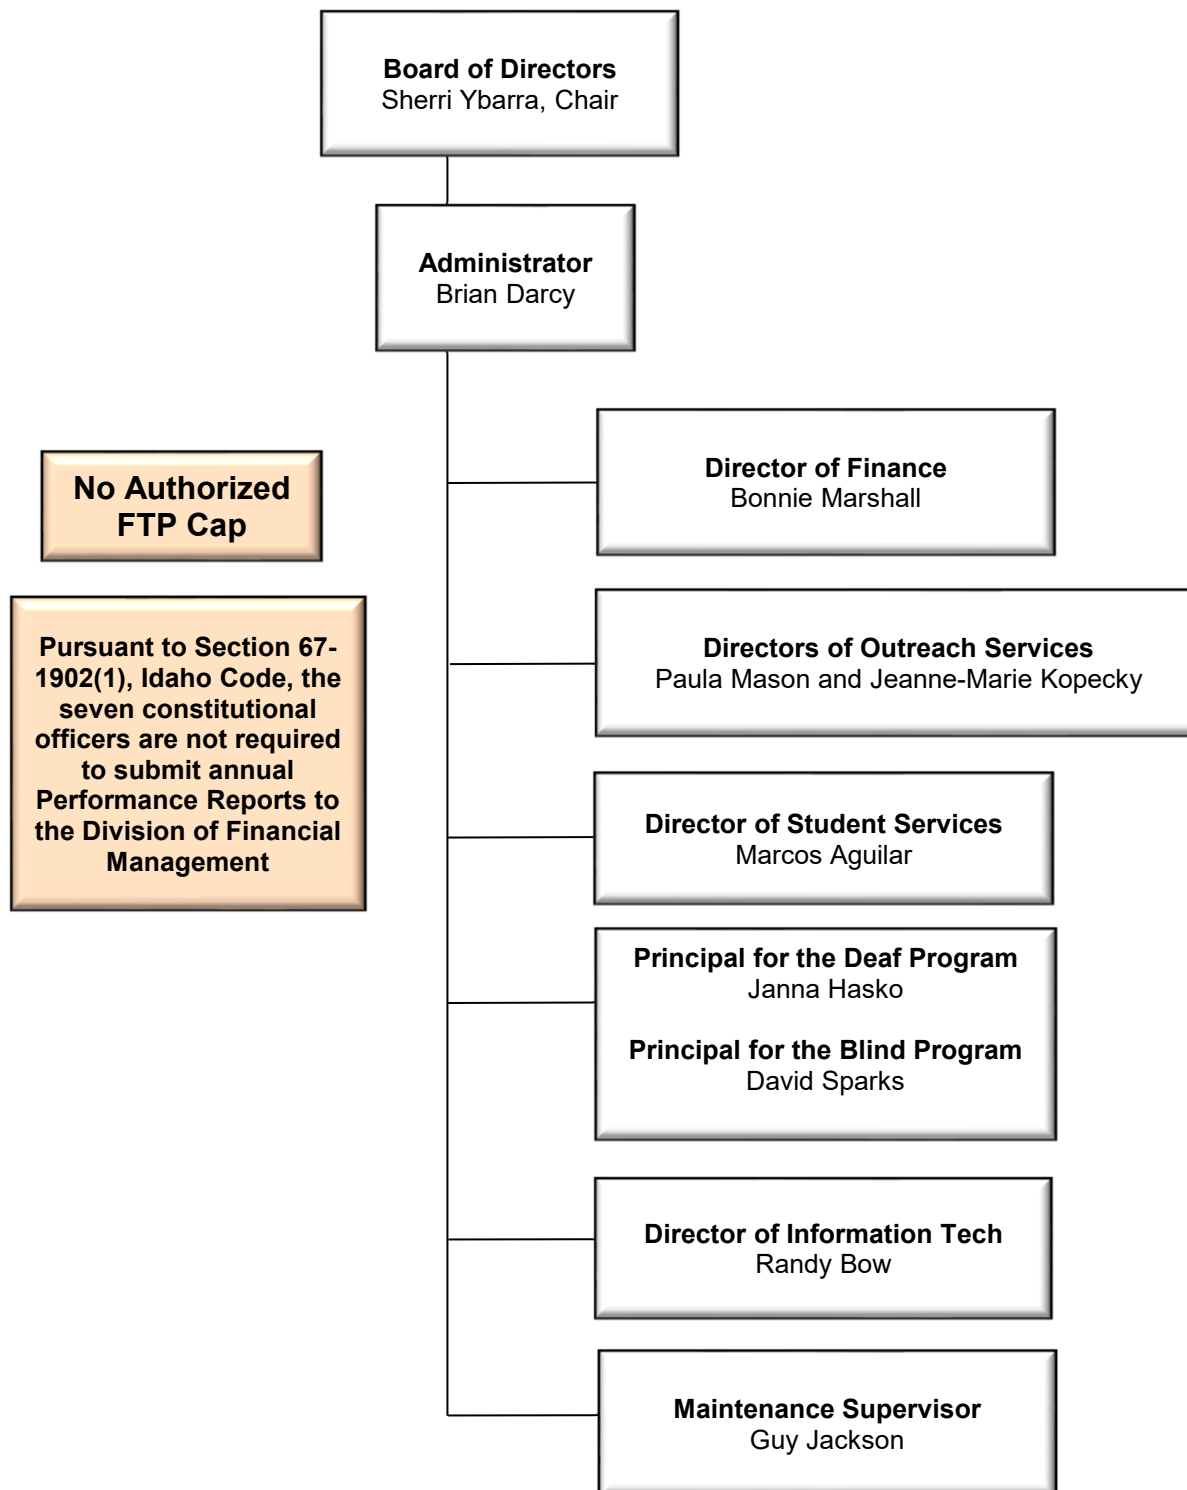 Board of Directors
Sherri Ybarra, Chair
Administrator
Brian Darcy
Director of Finance
Bonnie Marshall
No Authorized
FTP Cap
Directors of Outreach Services
Paula Mason and Jeanne-Marie Kopecky
Pursuant to Section 67-
1902(1), Idaho Code, the
seven constitutional
officers are not required
to submit annual
Performance Reports to
the Division of Financial
Management
Director of Student Services
Marcos Aguilar
Principal for the Deaf Program
Janna Hasko
Principal for the Blind Program
David Sparks
Director of Information Tech
Randy Bow
Maintenance Supervisor
Guy Jackson